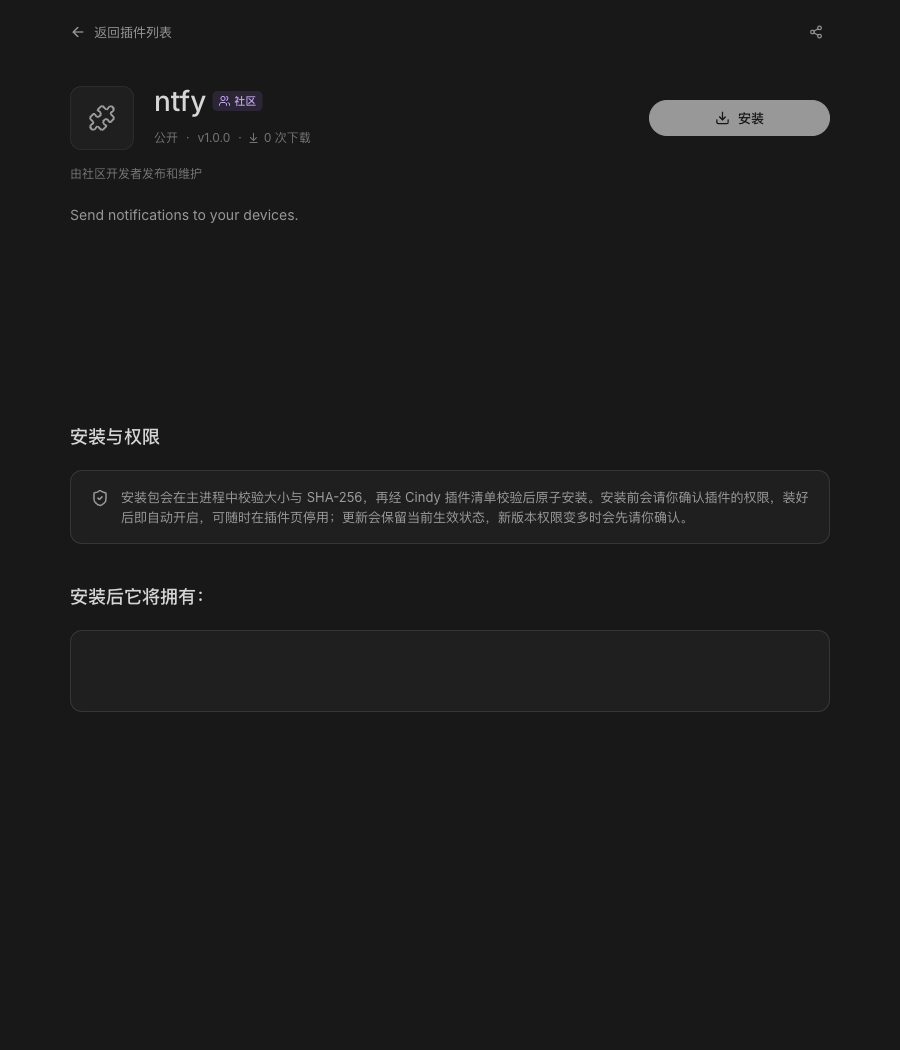 返回插件列表
ntfy 社区
安装
公开 · v1.0.0 · 0 次下载
由社区开发者发布和维护
Send notifications to your devices.
安装与权限
安装包会在主进程中校验大小与 SHA-256，再经 Cindy 插件清单校验后原子安装。安装前会请你确认插件的权限，装好
后即自动开启，可随时在插件页停用；更新会保留当前生效状态，新版本权限变多时会先请你确认。
安装后它将拥有：